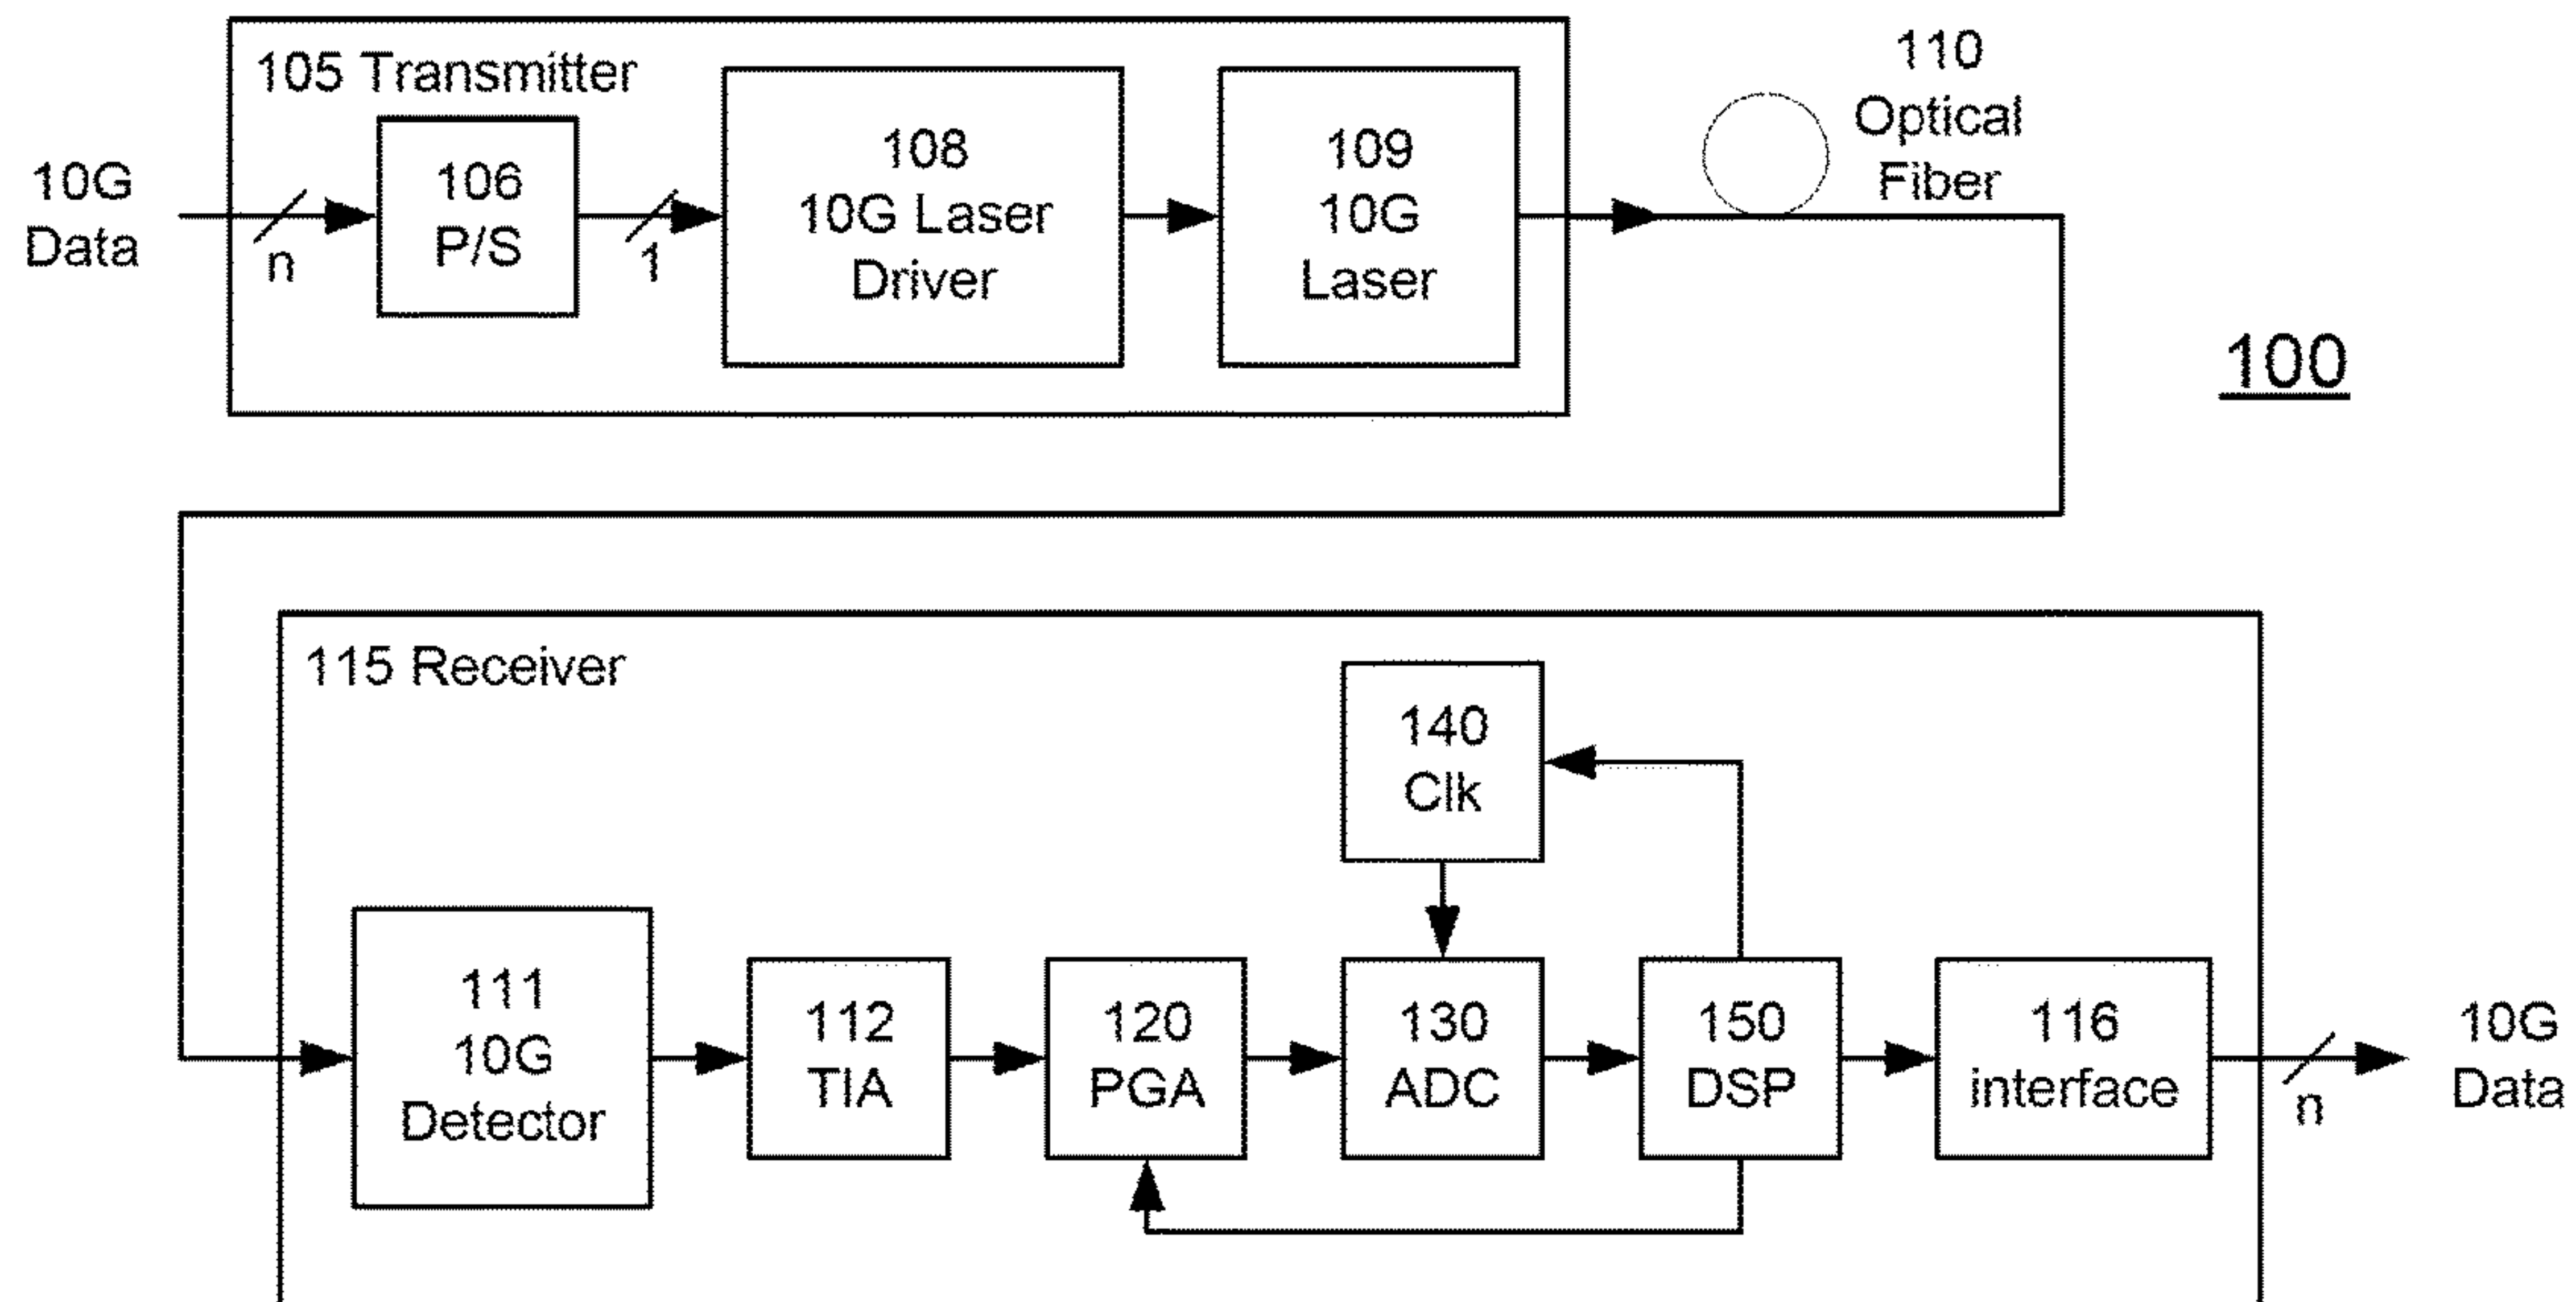 105 Transmitter
10G
Data
n
106
P/S
1
108
10G Laser
Driver
109
10G
Laser
110
Optical
Fiber
100
115 Receiver
140
Clk
111
10G
Detector
112
TIA
120
PGA
130
ADC
150
DSP
116
interface
n
10G
Data